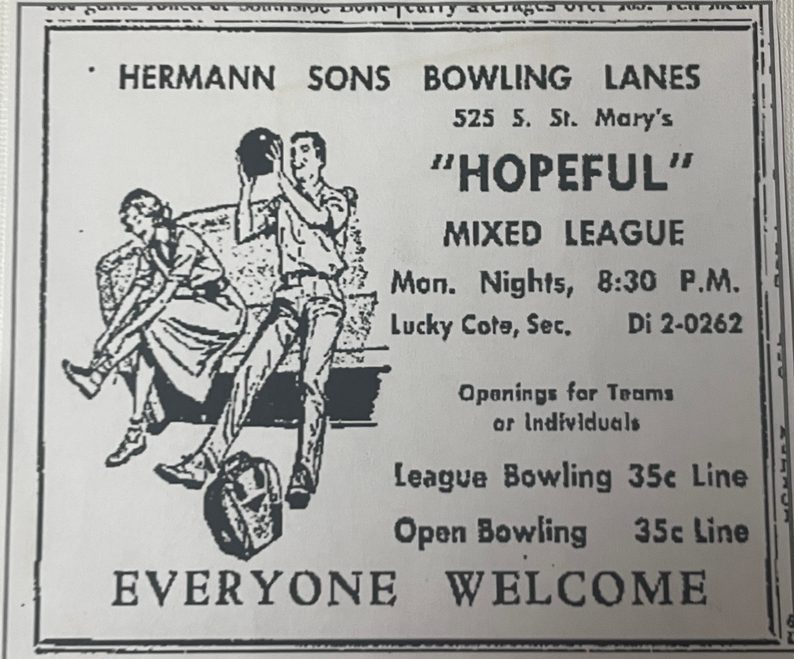 HERMANN SONS BOWLING LANES
525 S. St. Mary's
"HOPEFUL"
MIXED LEAGUE
Mon. Nights, 8:30 P.M.
Lucky Cote, Sec. Di 2-0262
Openings for Teams
or Individuals
League Bowling 35c Line
Open Bowling 35c Line
EVERYONE WELCOME